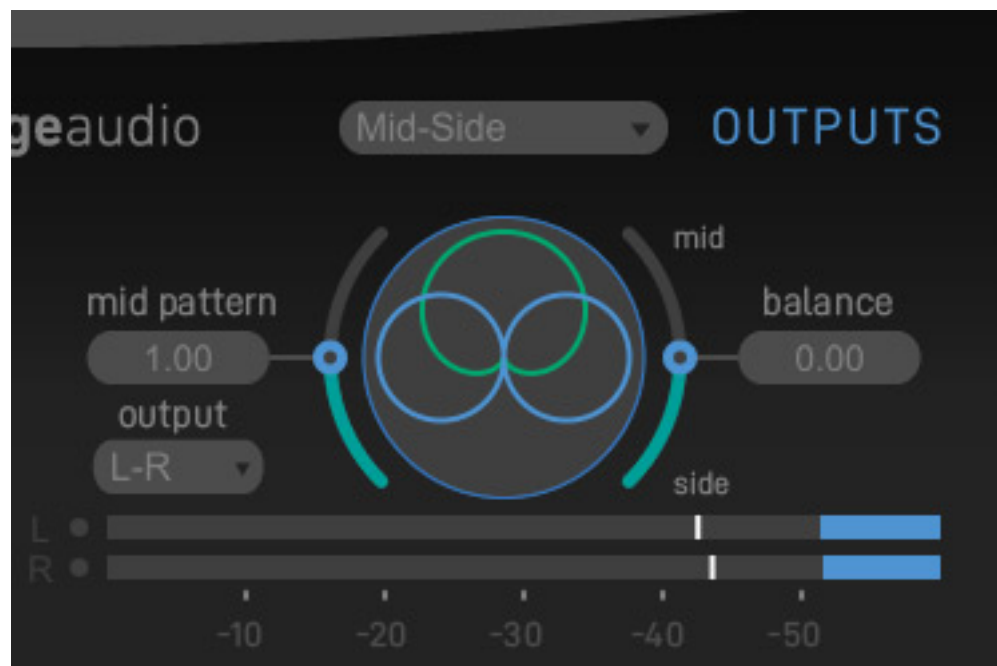 geaudio
Mid-Side
OUTPUTS
mid
mid pattern
balance
1.00
0.00
output
L-R
side
L
R
-10 -20 -30 -40 -50